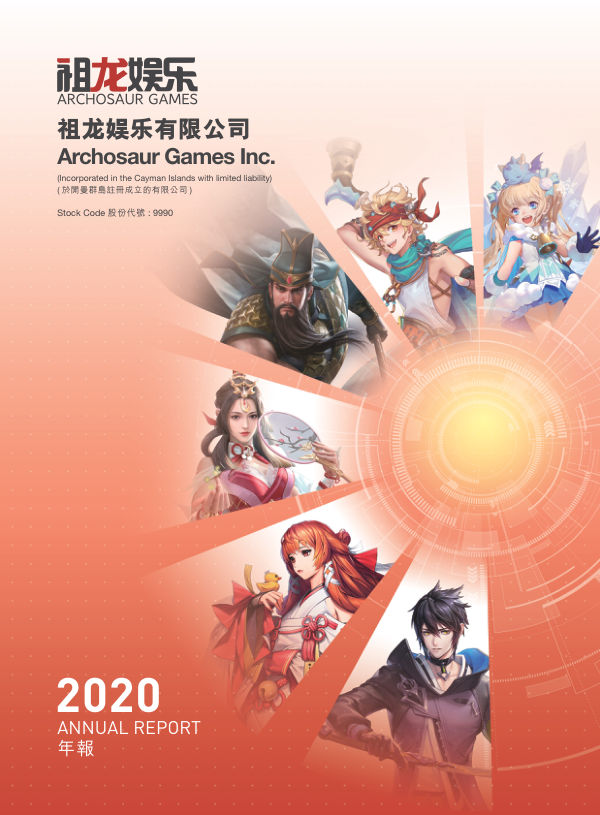 祖龙娱乐
ARCHOSAUR GAMES
祖龙娱乐有限公司
Archosaur Games Inc.
(Incorporated in the Cayman Islands with limited liability)
(於開曼群島註冊成立的有限公司)
Stock Code 股份代號 : 9990
2020
ANNUAL REPORT
年報